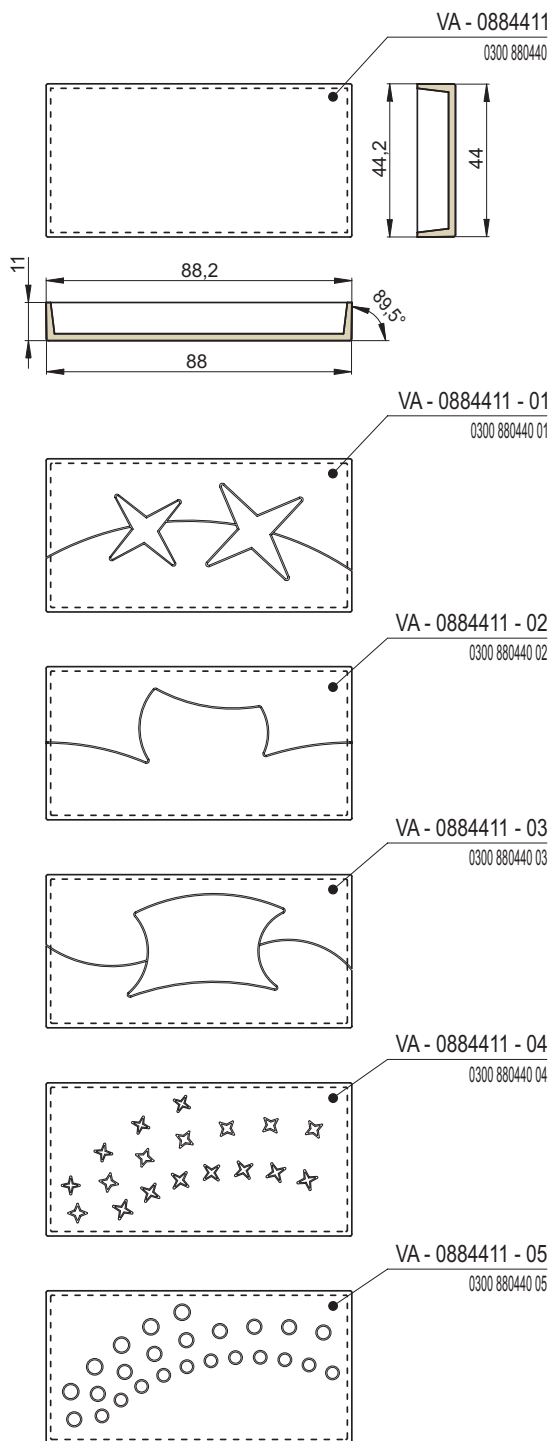 VA - 0884411
0300 880440
44,2
44
11
88,2
89,5°
88
VA - 0884411 - 01
0300 880440 01
VA - 0884411 - 02
0300 880440 02
VA - 0884411 - 03
0300 880440 03
VA - 0884411 - 04
0300 880440 04
VA - 0884411 - 05
0300 880440 05